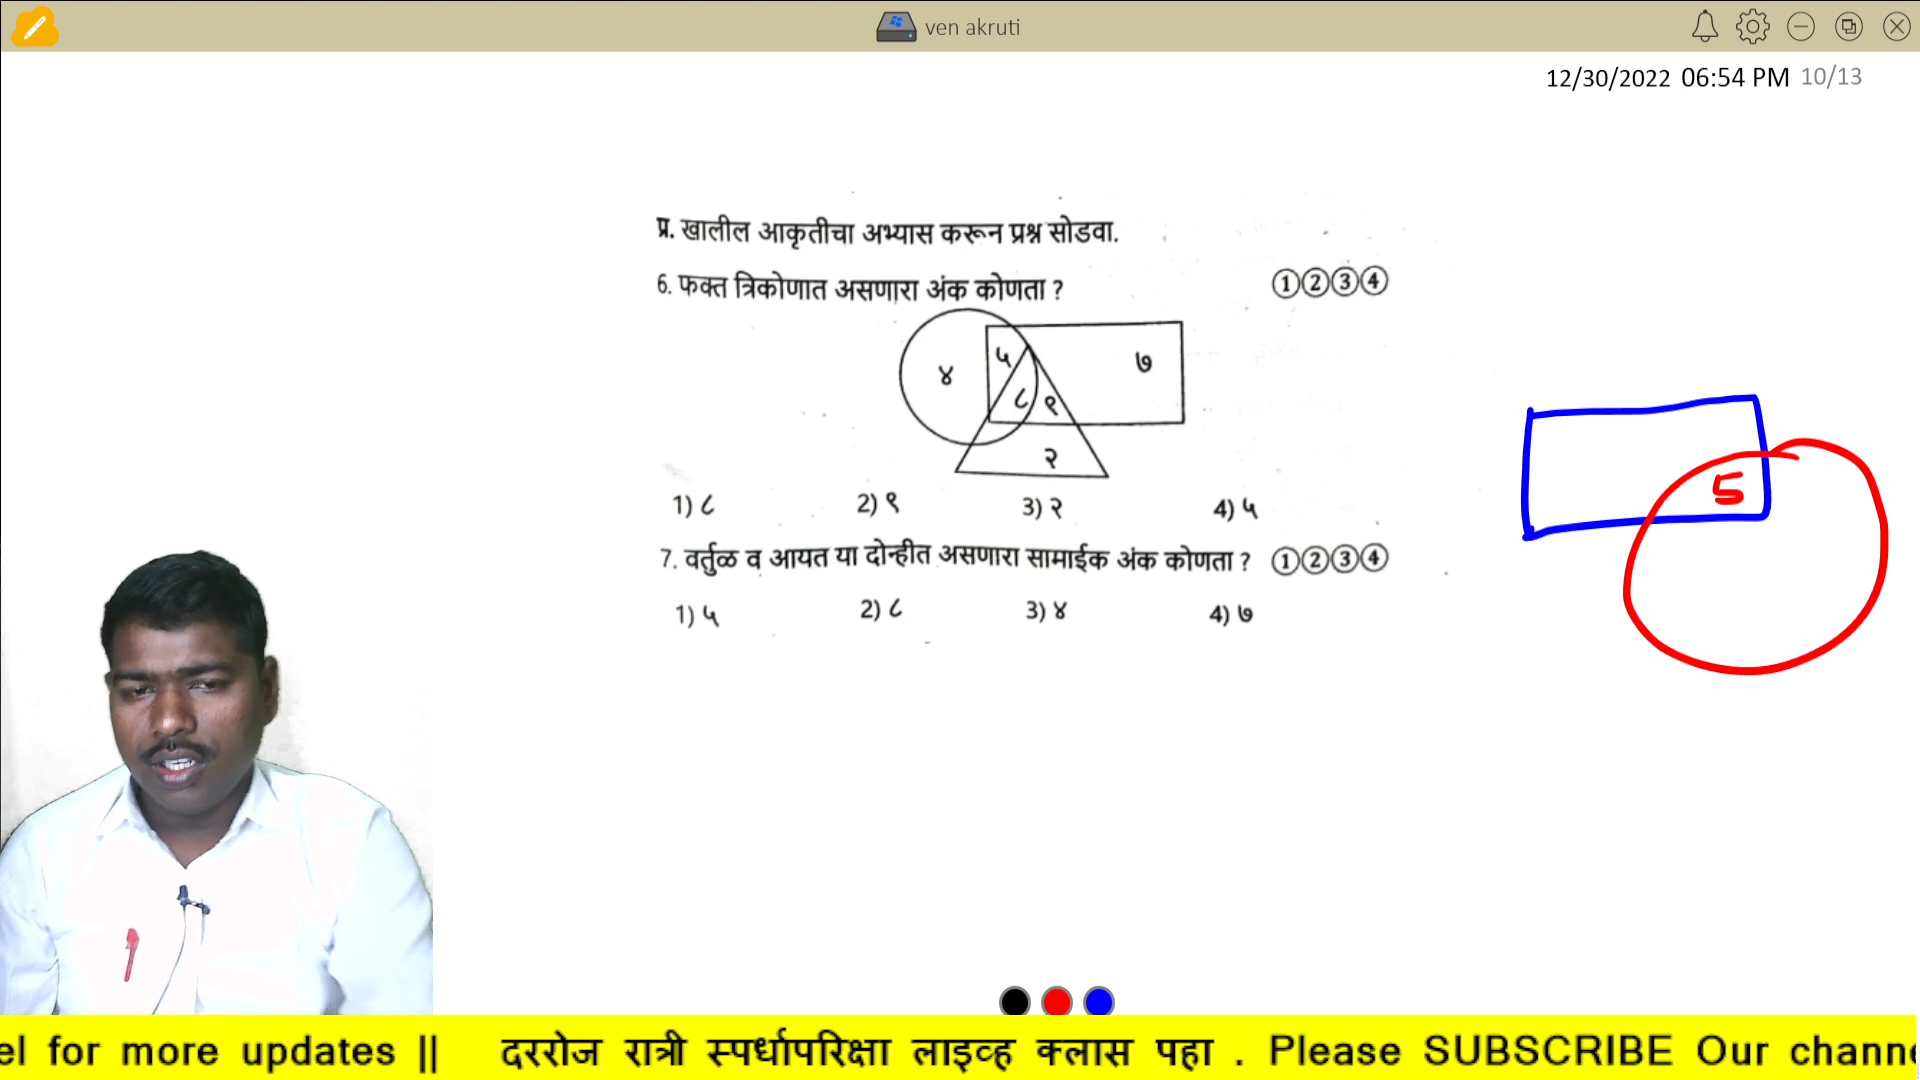 ven akruti
12/30/2022 06:54 PM 10/13
प्र. खालील आकृतीचा अभ्यास करून प्रश्न सोडवा.
6. फक्त त्रिकोणात असणारा अंक कोणता ? ①②③④
५
७
४
८
१
२
1) ८ 2) १ 3) २ 4) ५
5
7. वर्तुळ व आयत या दोन्हीत असणारा सामाईक अंक कोणता ? ①②③④
1) ५ 2) ८ 3) ४ 4) ७
el for more updates || दररोज रात्री स्पर्धापरिक्षा लाइव्ह क्लास पहा . Please SUBSCRIBE Our channe